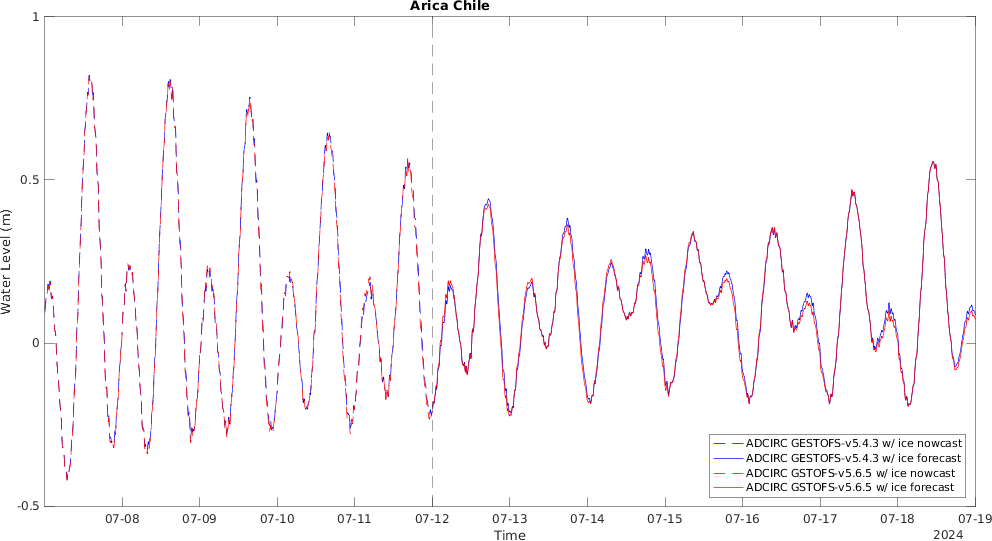 Arica Chile
1
0.5
0
-0.5
Water Level (m)
07-08 07-09 07-10 07-11 07-12 07-13 07-14 07-15 07-16 07-17 07-18 07-19
Time
2024
ADCIRC GESTOFS-v5.4.3 w/ ice nowcast
ADCIRC GESTOFS-v5.4.3 w/ ice forecast
ADCIRC GSTOFS-v5.6.5 w/ ice nowcast
ADCIRC GSTOFS-v5.6.5 w/ ice forecast